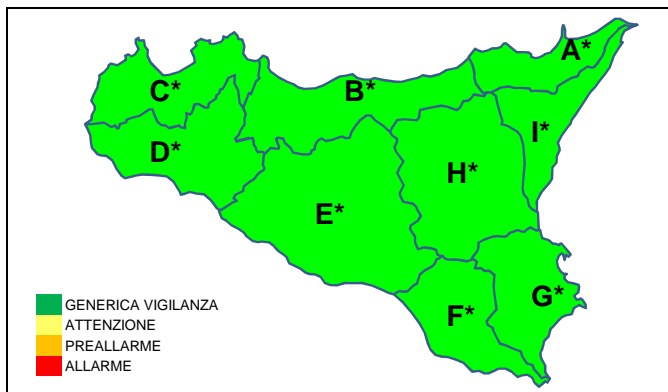 A*
B*
C*
I*
D*
H*
E*
G*
F*
GENERICA VIGILANZA
ATTENZIONE
PREALLARME
ALLARME